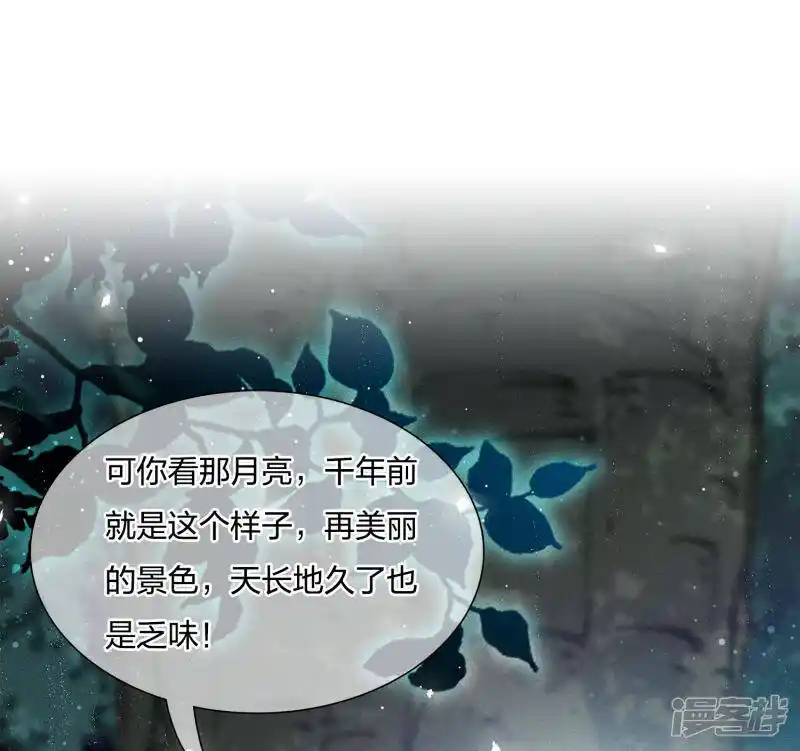 可你看那月亮，千年前
就是这个样子，再美丽
的景色，天长地久了也
是乏味！
漫客栈